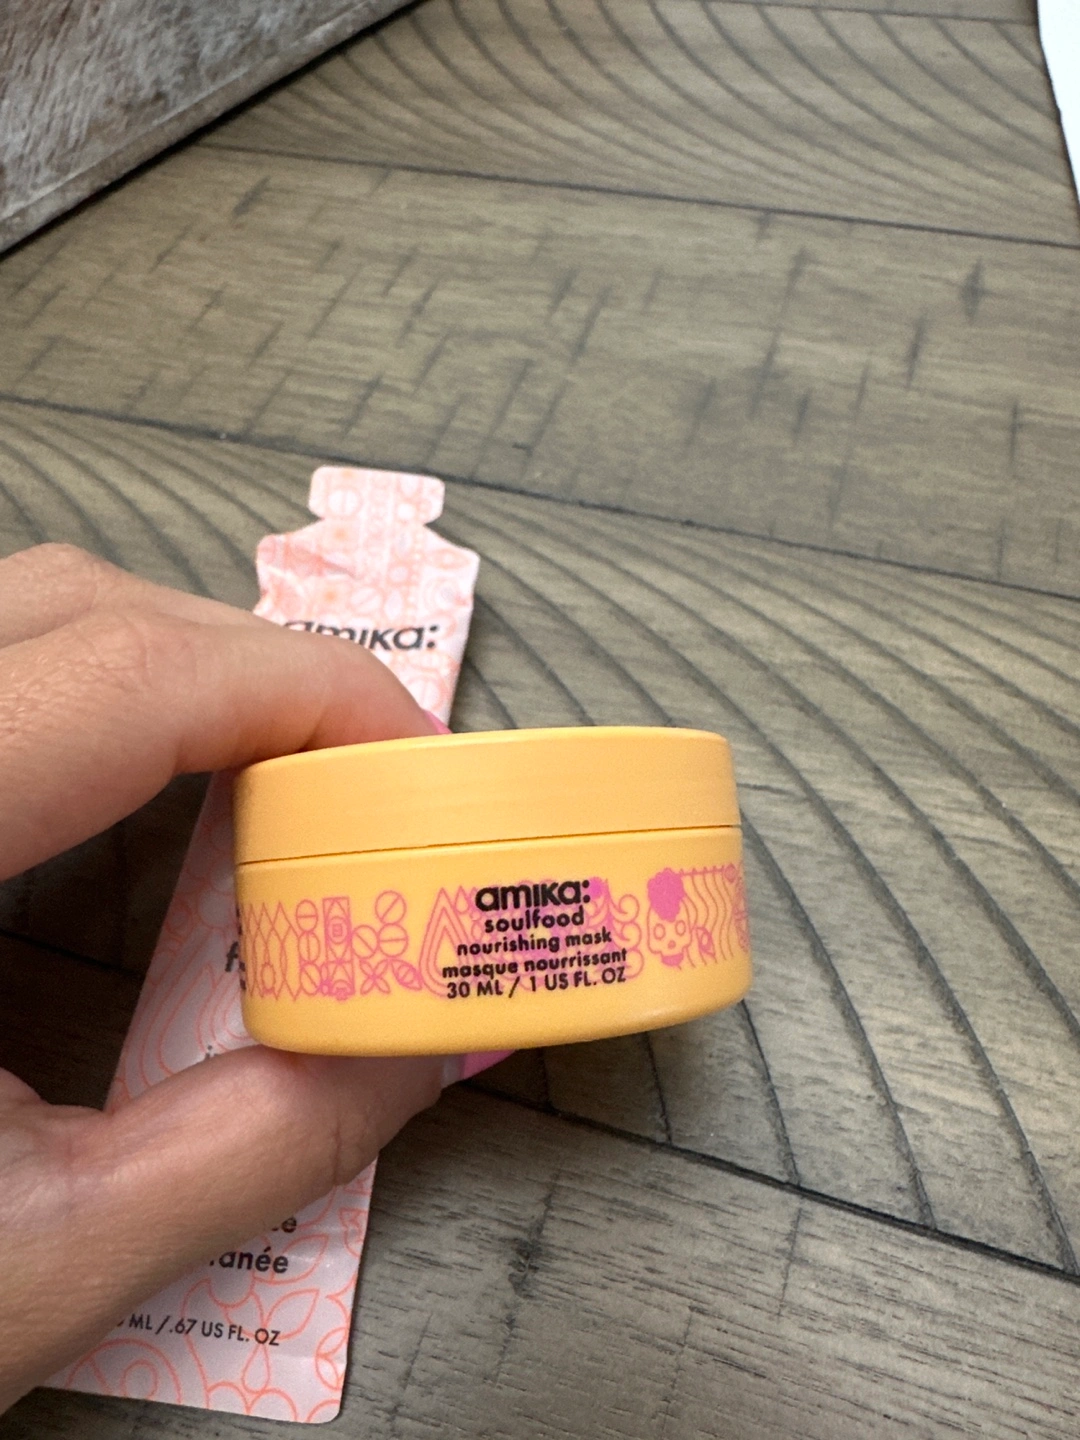 amika:
amika:
soulfood
nourishing mask
masque nourrissant
30 ML / 1 US FL. OZ
ML / .67 US FL. OZ